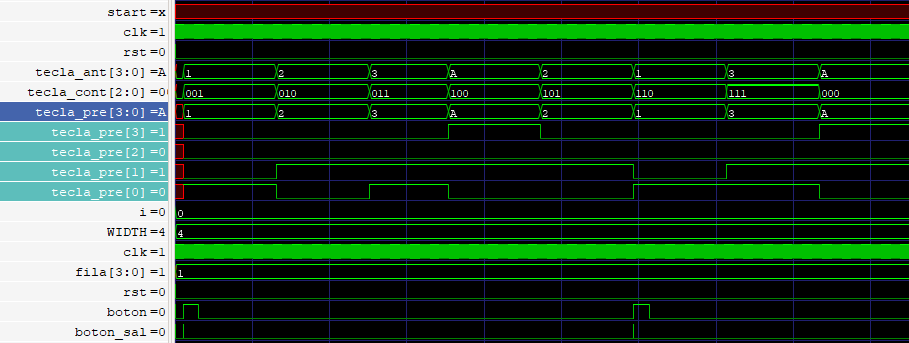 start=x
clk=1
rst=0
tecla_ant[3:0]=A 1 2 3 A 2 1 3 A
tecla_cont[2:0]=00 001 010 011 100 101 110 111 000
tecla_pre[3:0]=A 1 2 3 A 2 1 3 A
tecla_pre[3]=1
tecla_pre[2]=0
tecla_pre[1]=1
tecla_pre[0]=0
i=0 0
WIDTH=4 4
clk=1
fila[3:0]=1 1
rst=0
boton=0
boton_sal=0